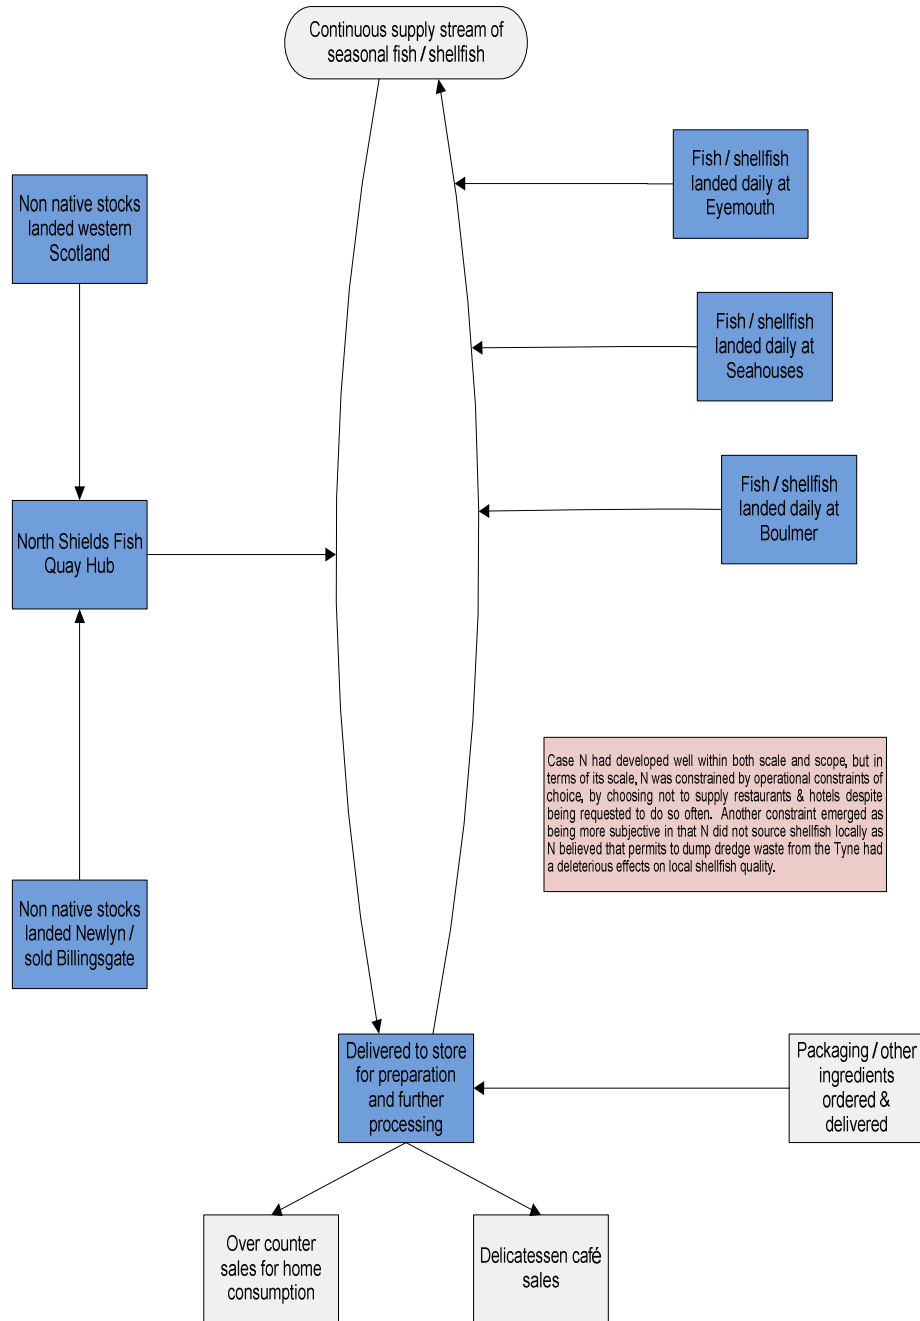 Continuous supply stream of
seasonal fish / shellfish
Fish / shellfish
landed daily at
Eyemouth
Non native stocks
landed western
Scotland
Fish / shellfish
landed daily at
Seahouses
Fish / shellfish
landed daily at
Boulmer
North Shields Fish
Quay Hub
Case N had developed well within both scale and scope, but in
terms of its scale, N was constrained by operational constraints of
choice, by choosing not to supply restaurants & hotels despite
being requested to do so often. Another constraint emerged as
being more subjective in that N did not source shellfish locally as
N believed that permits to dump dredge waste from the Tyne had
a deleterious effects on local shellfish quality.
Non native stocks
landed Newlyn /
sold Billingsgate
Delivered to store
for preparation
and further
processing
Packaging / other
ingredients
ordered &
delivered
Over counter
sales for home
consumption
Delicatessen café
sales